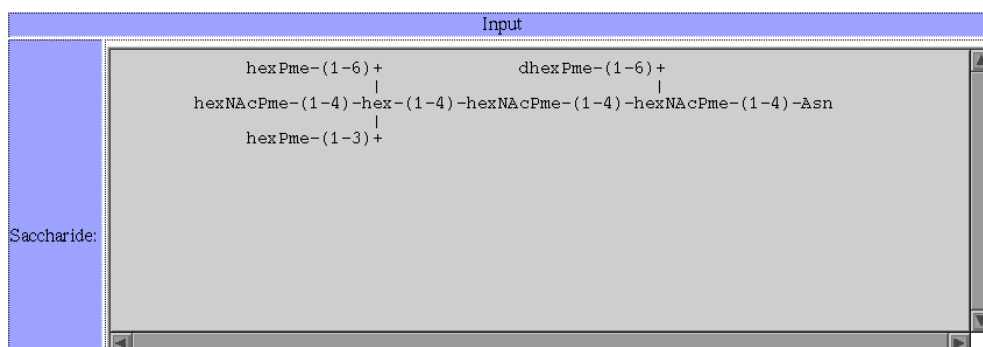 Input
Saccharide:
hexPme-(1-6)+ dhexPme-(1-6)+
| |
hexNAcPme-(1-4)-hex-(1-4)-hexNAcPme-(1-4)-hexNAcPme-(1-4)-Asn
|
hexPme-(1-3)+